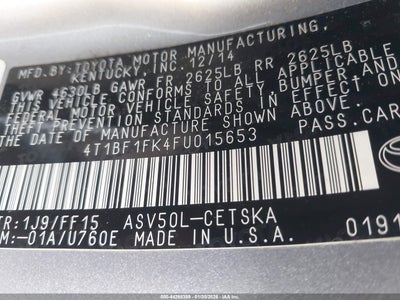 MFD. BY: TOYOTA MOTOR MANUFACTURING,
KENTUCKY, INC. 12/14
GVWR 4630LB GAWR FR 2625LB RR 2625LB
THIS VEHICLE CONFORMS TO ALL APPLICABLE
FEDERAL MOTOR VEHICLE SAFETY, BUMPER, AND
THEFT PREVENTION STANDARDS IN EFFECT ON
THE DATE OF MANUFACTURE SHOWN ABOVE.
4T1BF1FK4FU015653 PASS.CAR
TR:1J9/FF15 ASV50L-CETSKA
M:-01A/U760E MADE IN U.S.A. 0191